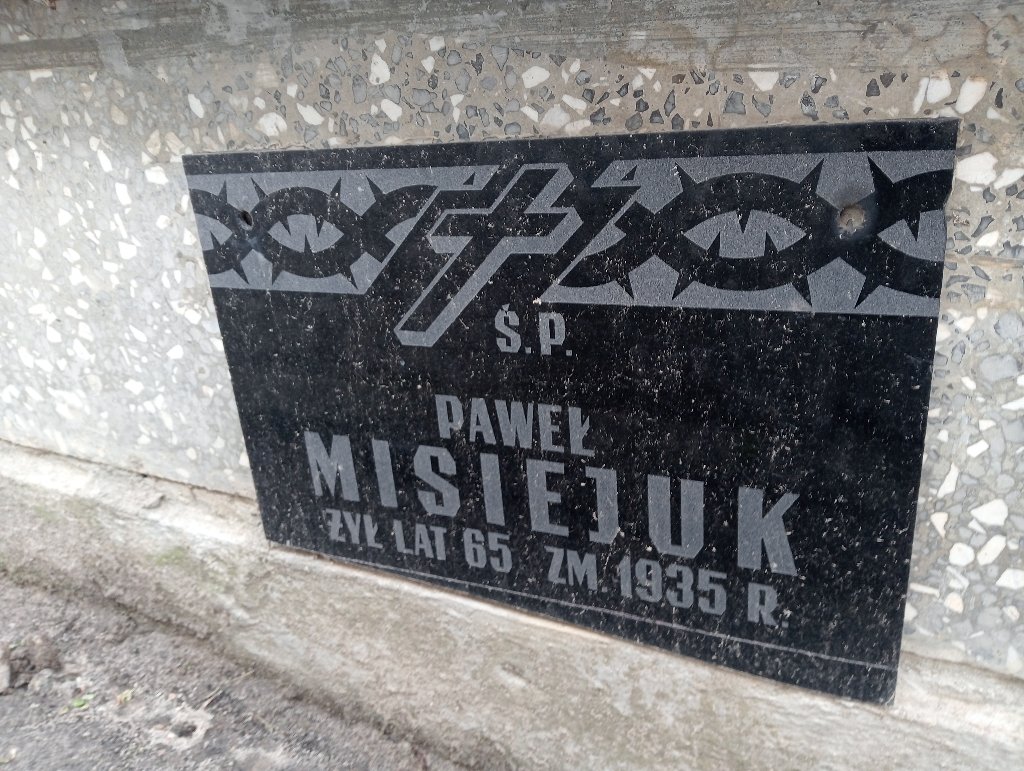 Ś.P.
PAWEŁ
MISIEJUK
ŻYŁ LAT 65 ZM. 1935 R.